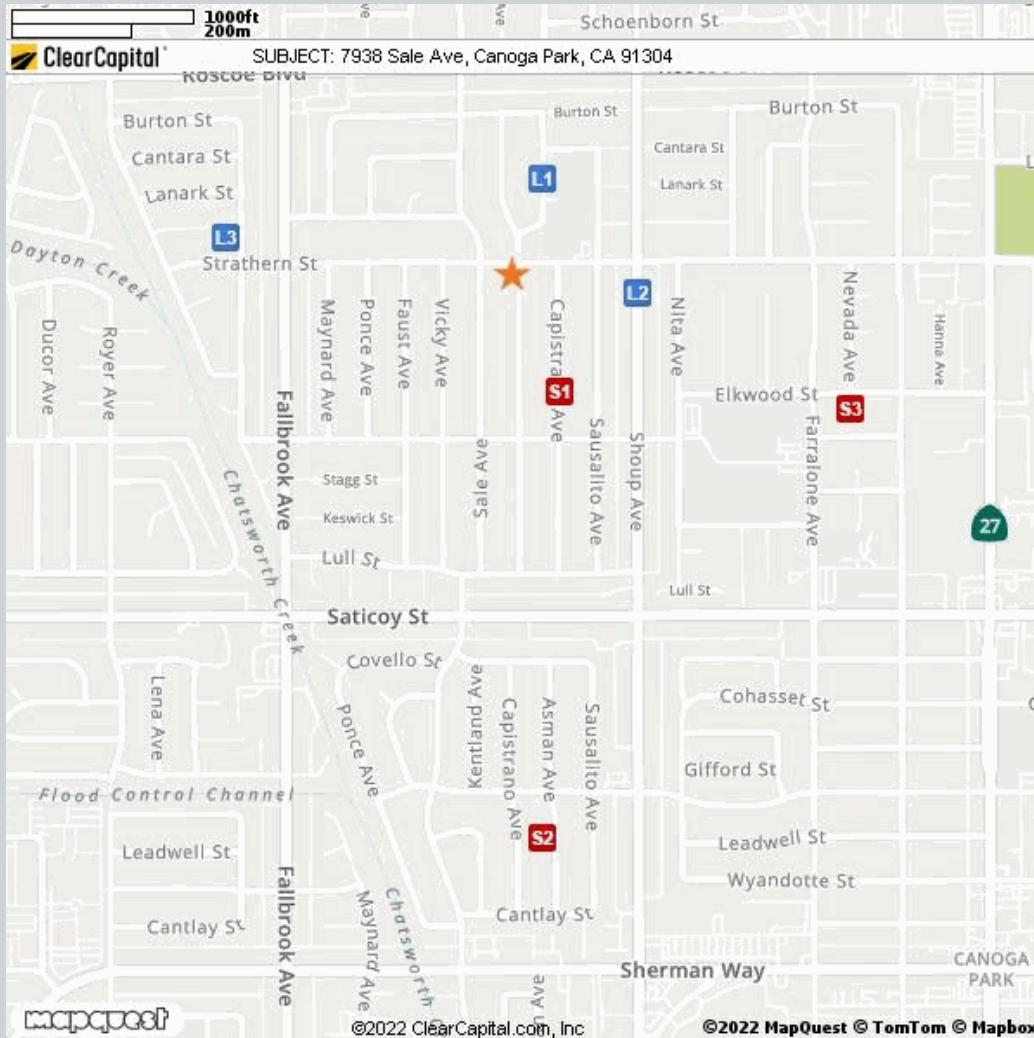 1000ft
200m
Ave
Ave
Schoenborn St
ClearCapital
SUBJECT: 7938 Sale Ave, Canoga Park, CA 91304
Roscoe Blvd
Burton St
Burton St
Burton St
Cantara St
Cantara St
Lanark St
Lanark St
L1
L3
Strathern St
Dayton Creek
L2
Ducor Ave
Royer Ave
Maynard Ave
Ponce Ave
Faust Ave
Vicky Ave
Capistra
Ave
Nita Ave
Nevada Ave
Hanna Ave
S1
Elkwood St
S3
Fallbrook Ave
Sale Ave
Sausalito Ave
Shoup Ave
Farralone Ave
Stagg St
Keswick St
27
Chatsworth Creek
Lull St
Lull St
Saticoy St
Covello St
Lena Ave
Ponce Ave
Kentland Ave
Capistrano Ave
Asman Ave
Sausalito Ave
Cohasset St
Gifford St
Flood Control Channel
S2
Leadwell St
Leadwell St
Wyandotte St
Fallbrook Ave
Maynard Ave
Chatsworth
Cantlay St
Cantlay St
Sherman Way
CANOGA
PARK
n Ave
mapquest
©2022 ClearCapital.com, Inc
©2022 MapQuest © TomTom © Mapbox